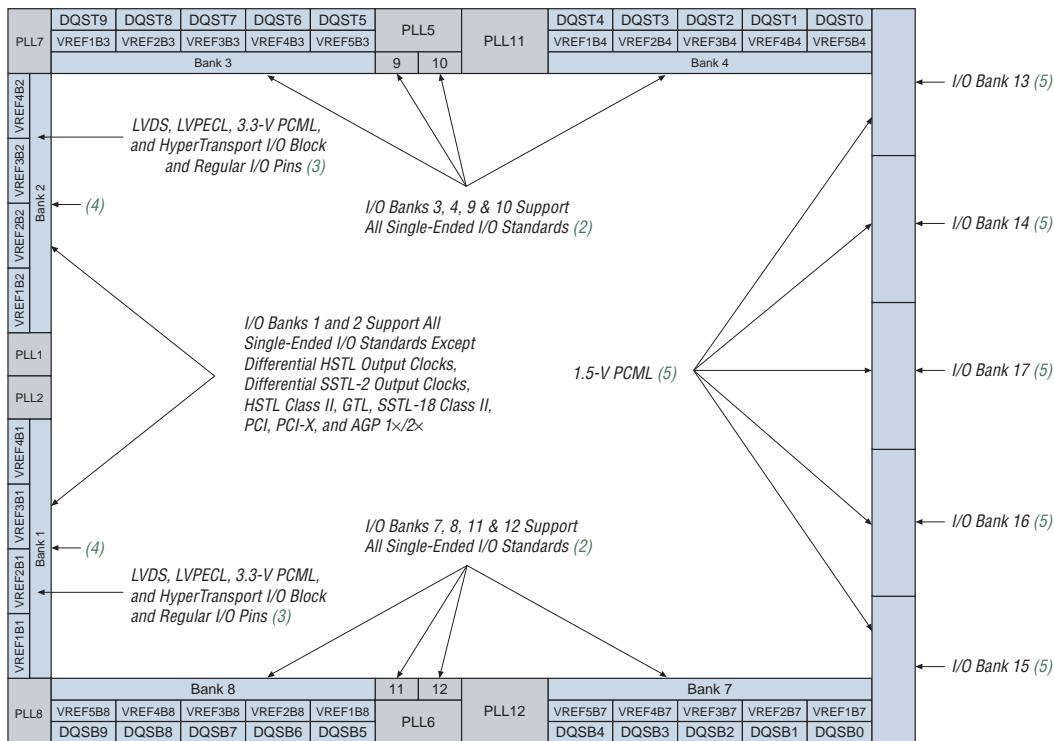 DQST9 DQST8 DQST7 DQST6 DQST5
PLL5
PLL11
DQST4 DQST3 DQST2 DQST1 DQST0
PLL7
VREF1B3 VREF2B3 VREF3B3 VREF4B3 VREF5B3
VREF1B4 VREF2B4 VREF3B4 VREF4B4 VREF5B4
Bank 3
9
10
Bank 4
I/O Bank 13 (5)
VREF4B2
VREF3B2
VREF2B2
VREF1B2
Bank 2
LVDS, LVPECL, 3.3-V PCML,
and HyperTransport I/O Block
and Regular I/O Pins (3)
(4)
I/O Banks 3, 4, 9 & 10 Support
All Single-Ended I/O Standards (2)
I/O Bank 14 (5)
I/O Banks 1 and 2 Support All
Single-Ended I/O Standards Except
Differential HSTL Output Clocks,
Differential SSTL-2 Output Clocks,
HSTL Class II, GTL, SSTL-18 Class II,
PCI, PCI-X, and AGP 1×/2×
PLL1
PLL2
1.5-V PCML (5)
I/O Bank 17 (5)
VREF4B1
VREF3B1
VREF2B1
VREF1B1
Bank 1
(4)
I/O Banks 7, 8, 11 & 12 Support
All Single-Ended I/O Standards (2)
I/O Bank 16 (5)
LVDS, LVPECL, 3.3-V PCML,
and HyperTransport I/O Block
and Regular I/O Pins (3)
I/O Bank 15 (5)
Bank 8
11
12
Bank 7
PLL8
VREF5B8 VREF4B8 VREF3B8 VREF2B8 VREF1B8
PLL6
PLL12
VREF5B7 VREF4B7 VREF3B7 VREF2B7 VREF1B7
DQSB9 DQSB8 DQSB7 DQSB6 DQSB5
DQSB4 DQSB3 DQSB2 DQSB1 DQSB0